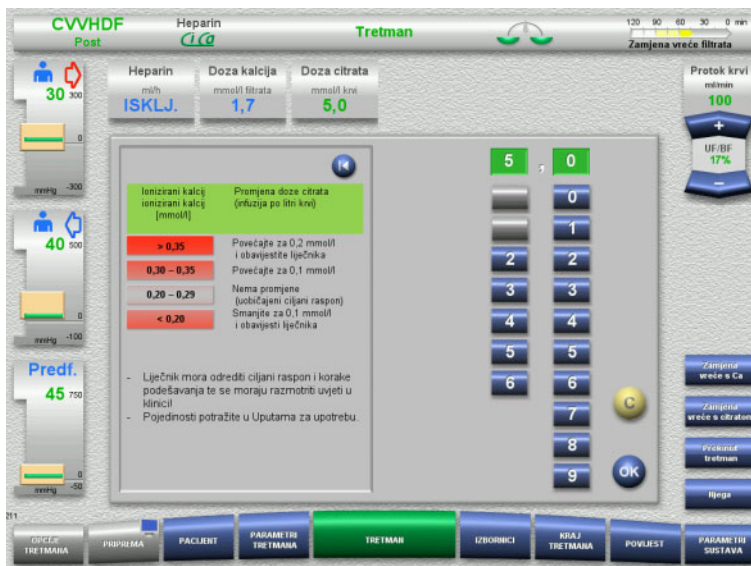 CVVHDF
Post
Heparin
CiCa
Tretman
120 90 60 30 0 min
Zamjena vreće filtrata
30 300
0
mmHg -300
40 500
0
mmHg -100
Predf.
45 750
0
mmHg -50
Heparin
ml/h
ISKLJ.
Doza kalcija
mmol/l filtrata
1,7
Doza citrata
mmol/l krvi
5,0
Protok krvi
ml/min
100
+
UF/BF
17%
−
Ionizirani kalcij
ionizirani kalcij
[mmol/l]
Promjena doze citrata
(infuzija po litri krvi)
> 0,35
Povećajte za 0,2 mmol/l
i obavijestite liječnika
0,30 – 0,35
Povećajte za 0,1 mmol/l
0,20 – 0,29
Nema promjene
(uobičajeni ciljani raspon)
< 0,20
Smanjite za 0,1 mmol/l
i obavijesti liječnika
- Liječnik mora odrediti ciljani raspon i korake
podešavanja te se moraju razmotriti uvjeti u
klinici!
- Pojedinosti potražite u Uputama za upotrebu.
5 , 0
0
1
2 2
3 3
4 4
5 5
6 6
7
8
9
C
OK
Zamjena
vreće s Ca
Zamjena
vreće s citratom
Prekinut
tretman
Njega
211
OPCIJE
TRETMANA
PRIPREMA
PACIJENT
PARAMETRI
TRETMANA
TRETMAN
IZBORNICI
KRAJ
TRETMANA
POVIJEST
PARAMETRI
SUSTAVA